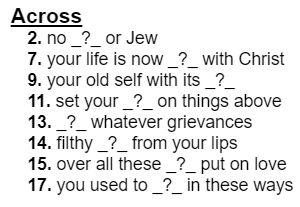 Across
2. no _?_ or Jew
7. your life is now _?_ with Christ
9. your old self with its _?_
11. set your _?_ on things above
13. _?_ whatever grievances
14. filthy _?_ from your lips
15. over all these _?_ put on love
17. you used to _?_ in these ways